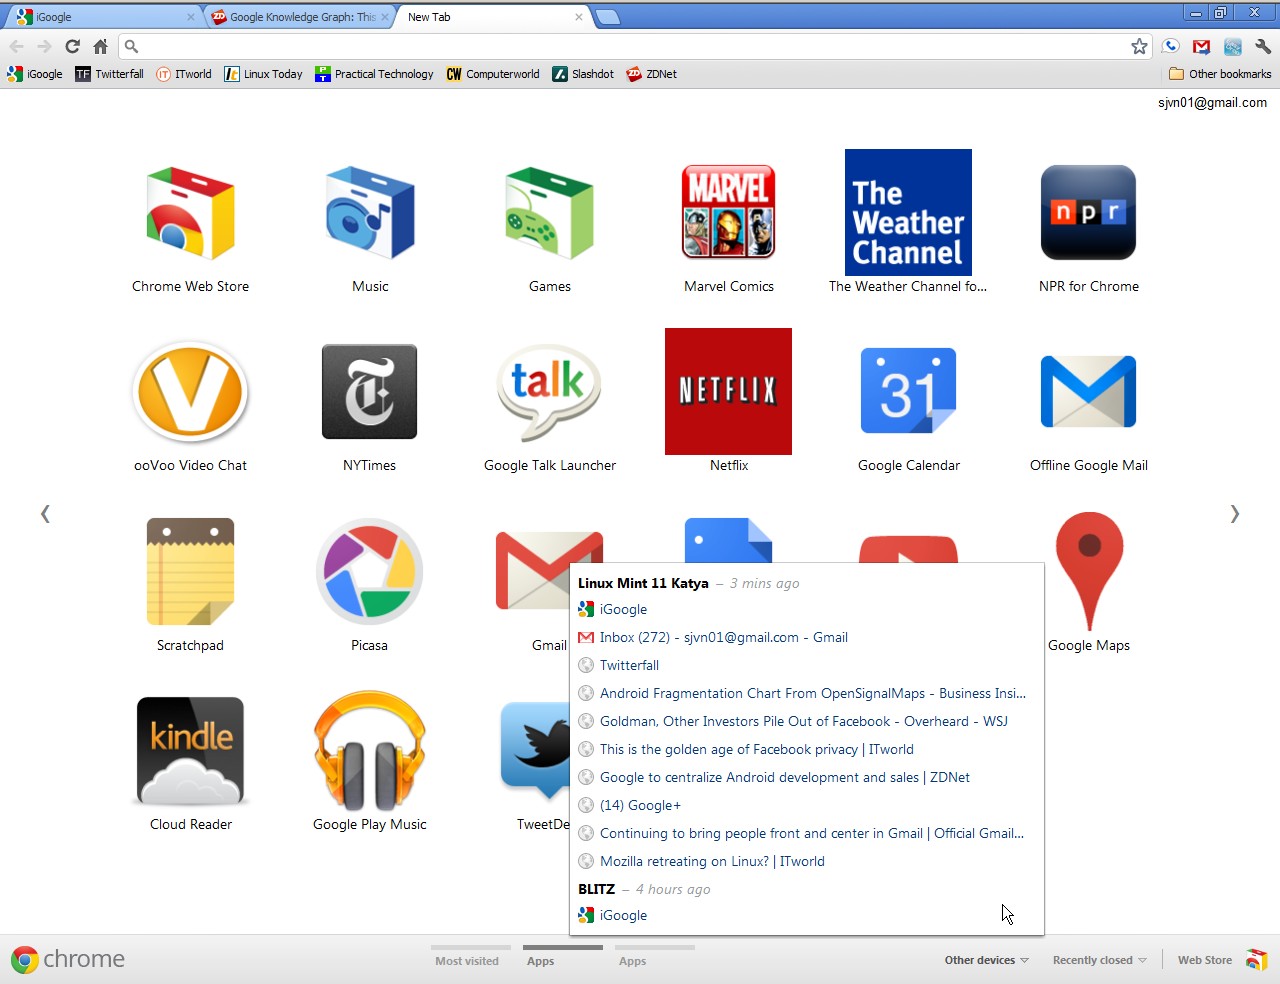 iGoogle
Google Knowledge Graph: This
New Tab
iGoogle
TF Twitterfall
IT ITworld
lt Linux Today
PT Practical Technology
CW Computerworld
Slashdot
ZD ZDNet
Other bookmarks
sjvn01@gmail.com
MARVEL
The
Weather
Channel
npr
Chrome Web Store
Music
Games
Marvel Comics
The Weather Channel fo...
NPR for Chrome
V
T
talk
NETFLIX
31
ooVoo Video Chat
NYTimes
Google Talk Launcher
Netflix
Google Calendar
Offline Google Mail
Scratchpad
Picasa
Gmail
Google Maps
kindle
Cloud Reader
Google Play Music
TweetDe
Linux Mint 11 Katya – 3 mins ago
iGoogle
Inbox (272) - sjvn01@gmail.com - Gmail
Twitterfall
Android Fragmentation Chart From OpenSignalMaps - Business Insi...
Goldman, Other Investors Pile Out of Facebook - Overheard - WSJ
This is the golden age of Facebook privacy | ITworld
Google to centralize Android development and sales | ZDNet
(14) Google+
Continuing to bring people front and center in Gmail | Official Gmail...
Mozilla retreating on Linux? | ITworld
BLITZ – 4 hours ago
iGoogle
chrome
Most visited
Apps
Apps
Other devices
Recently closed
Web Store